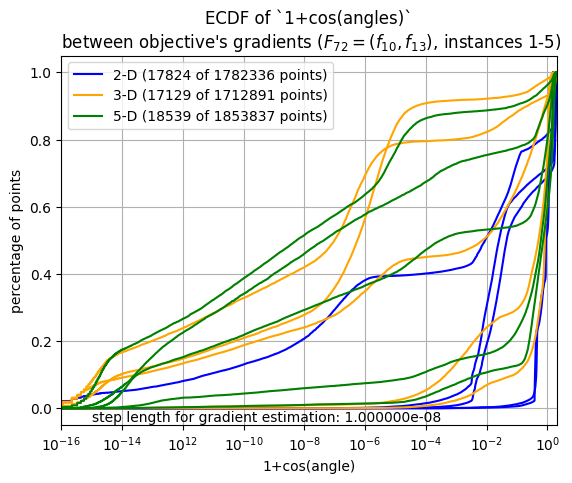 ECDF of `1+cos(angles)`
between objective's gradients (F72 = (f10, f13), instances 1-5)
2-D (17824 of 1782336 points)
3-D (17129 of 1712891 points)
5-D (18539 of 1853837 points)
percentage of points
1.0
0.8
0.6
0.4
0.2
0.0
step length for gradient estimation: 1.000000e-08
10−16 10−14 10−12 10−10 10−8 10−6 10−4 10−2 100
1+cos(angle)